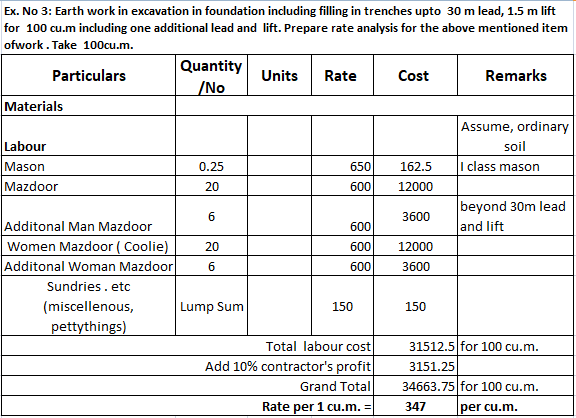 Ex. No 3: Earth work in excavation in foundation including filling in trenches upto 30 m lead, 1.5 m lift
for 100 cu.m including one additional lead and lift. Prepare rate analysis for the above mentioned item
ofwork . Take 100cu.m.
Particulars Quantity /No Units Rate Cost Remarks
Materials
Labour Assume, ordinary soil
Mason 0.25 650 162.5 I class mason
Mazdoor 20 600 12000
Additonal Man Mazdoor 6 600 3600 beyond 30m lead and lift
Women Mazdoor ( Coolie) 20 600 12000
Additonal Woman Mazdoor 6 600 3600
Sundries . etc (miscellenous, pettythings) Lump Sum 150 150
Total labour cost 31512.5 for 100 cu.m.
Add 10% contractor's profit 3151.25
Grand Total 34663.75 for 100 cu.m.
Rate per 1 cu.m. = 347 per cu.m.